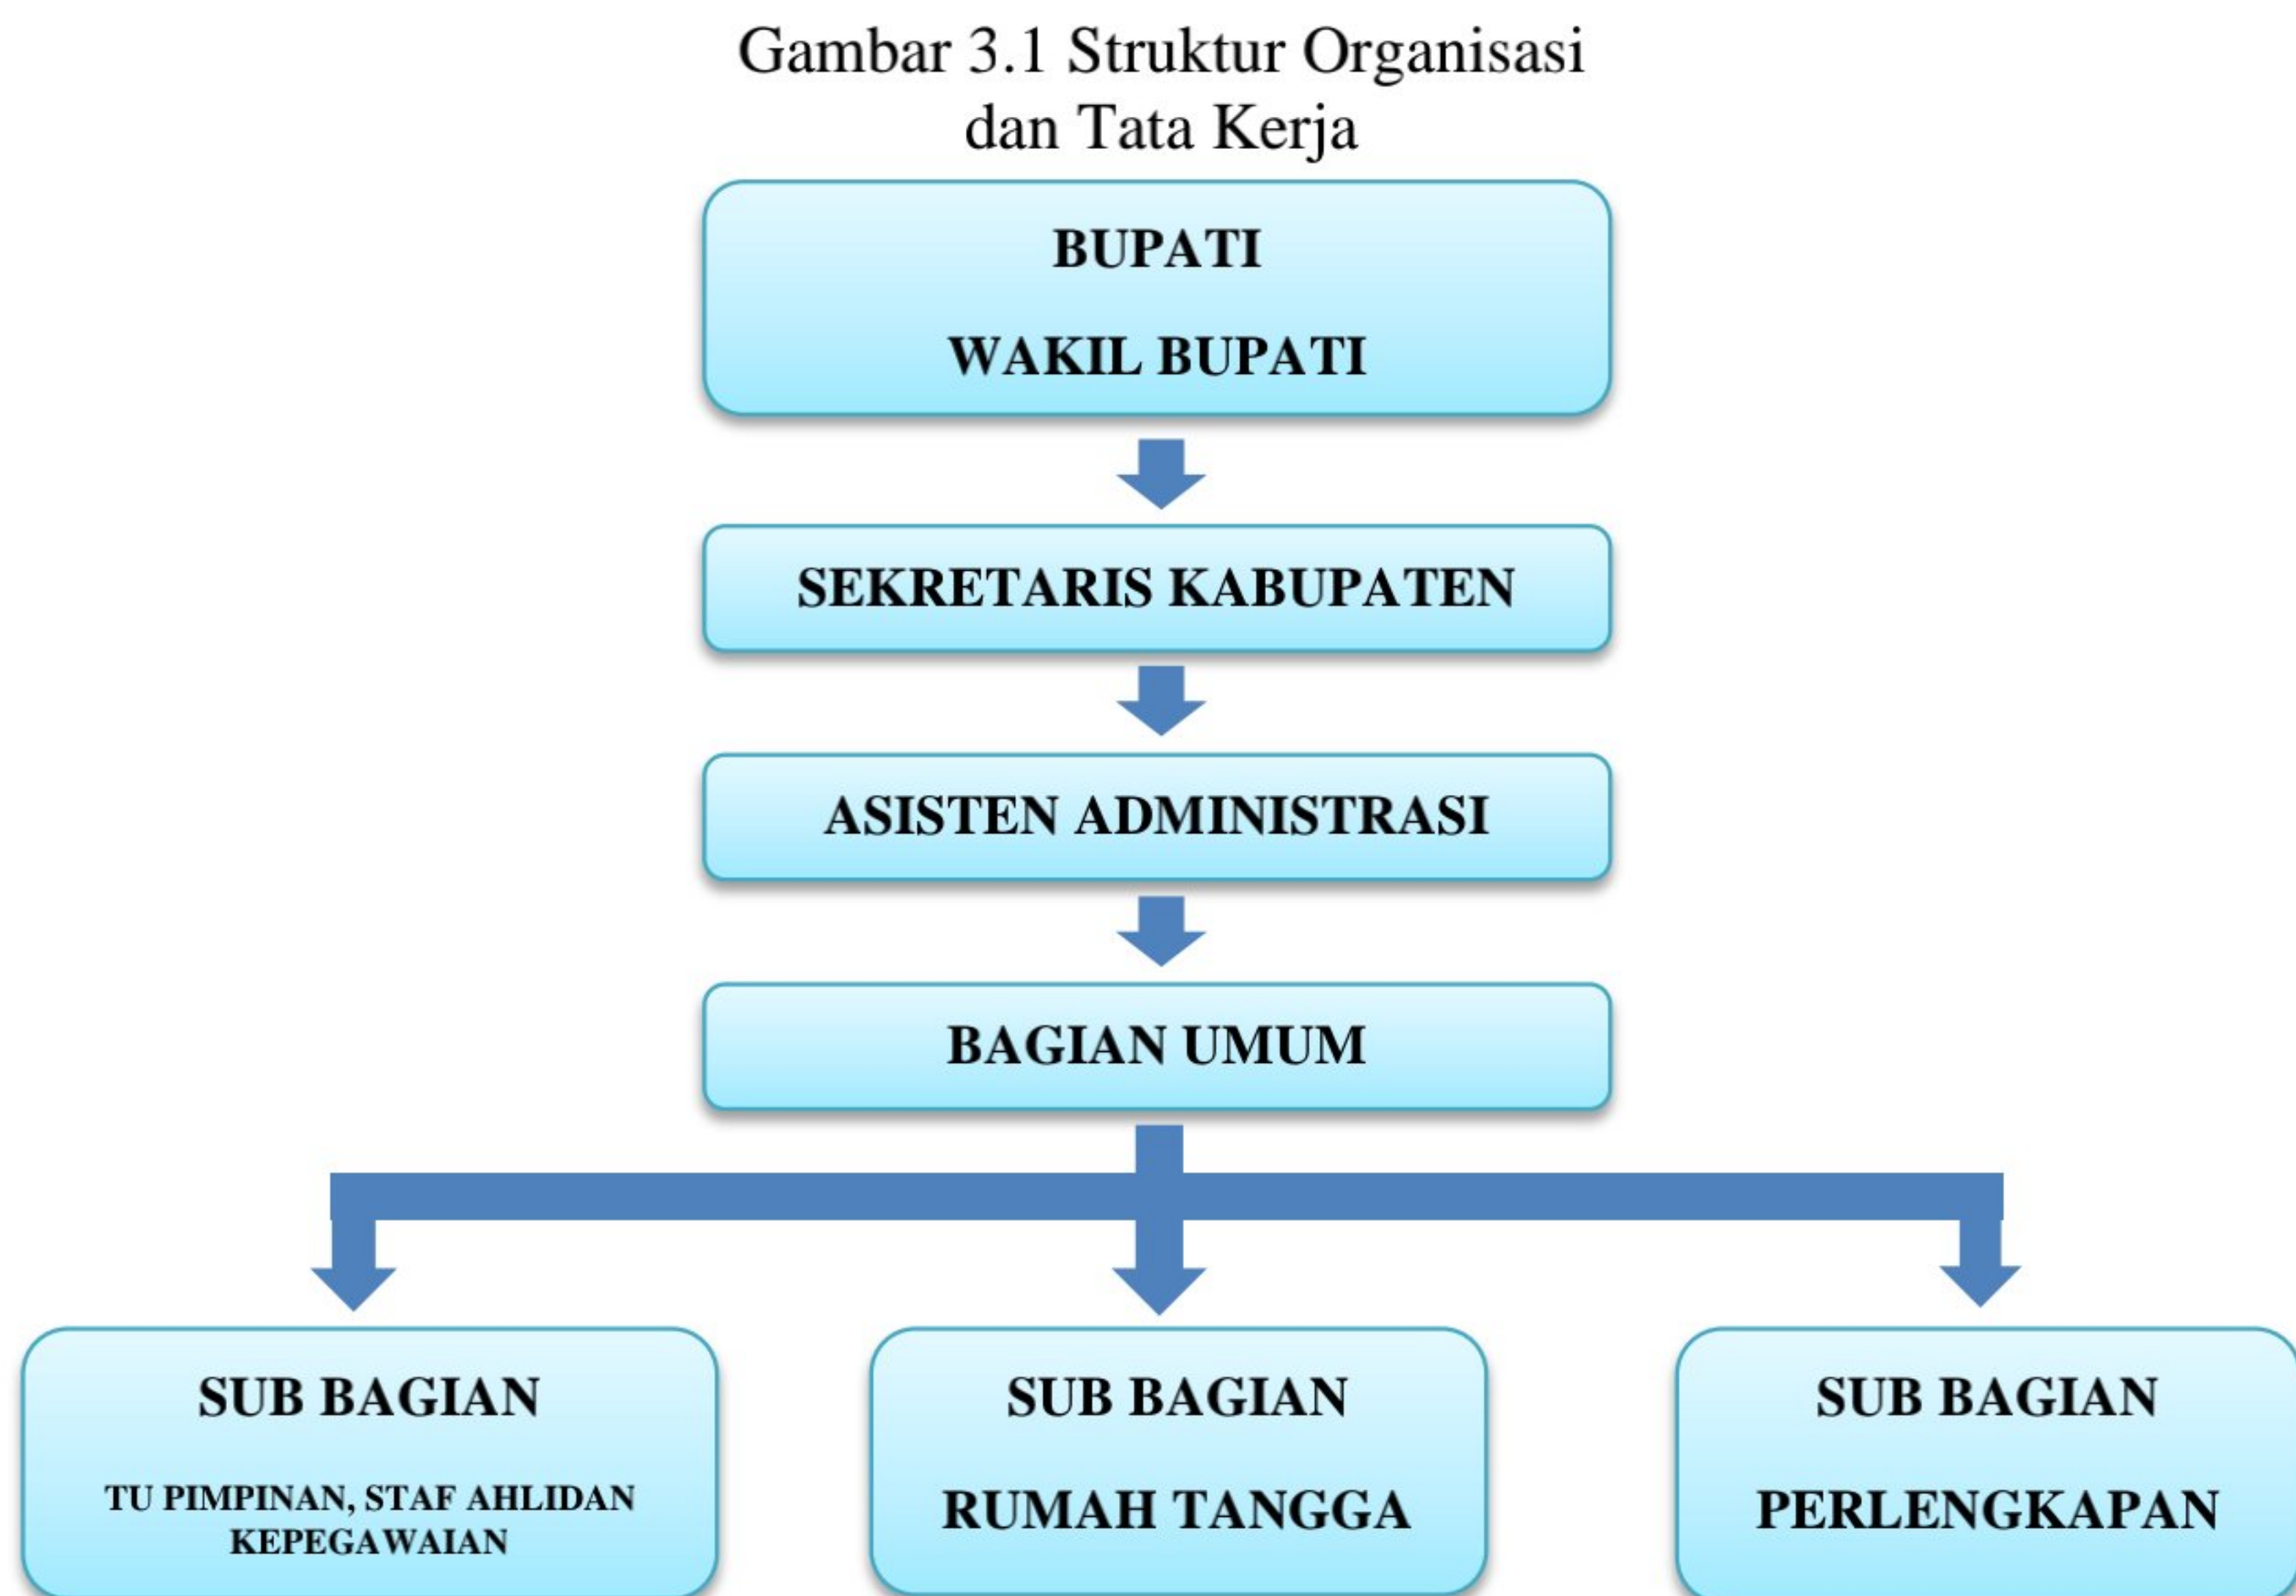 Gambar 3.1 Struktur Organisasi
dan Tata Kerja
BUPATI
WAKIL BUPATI
SEKRETARIS KABUPATEN
ASISTEN ADMINISTRASI
BAGIAN UMUM
SUB BAGIAN
TU PIMPINAN, STAF AHLIDAN
KEPEGAWAIAN
SUB BAGIAN
RUMAH TANGGA
SUB BAGIAN
PERLENGKAPAN